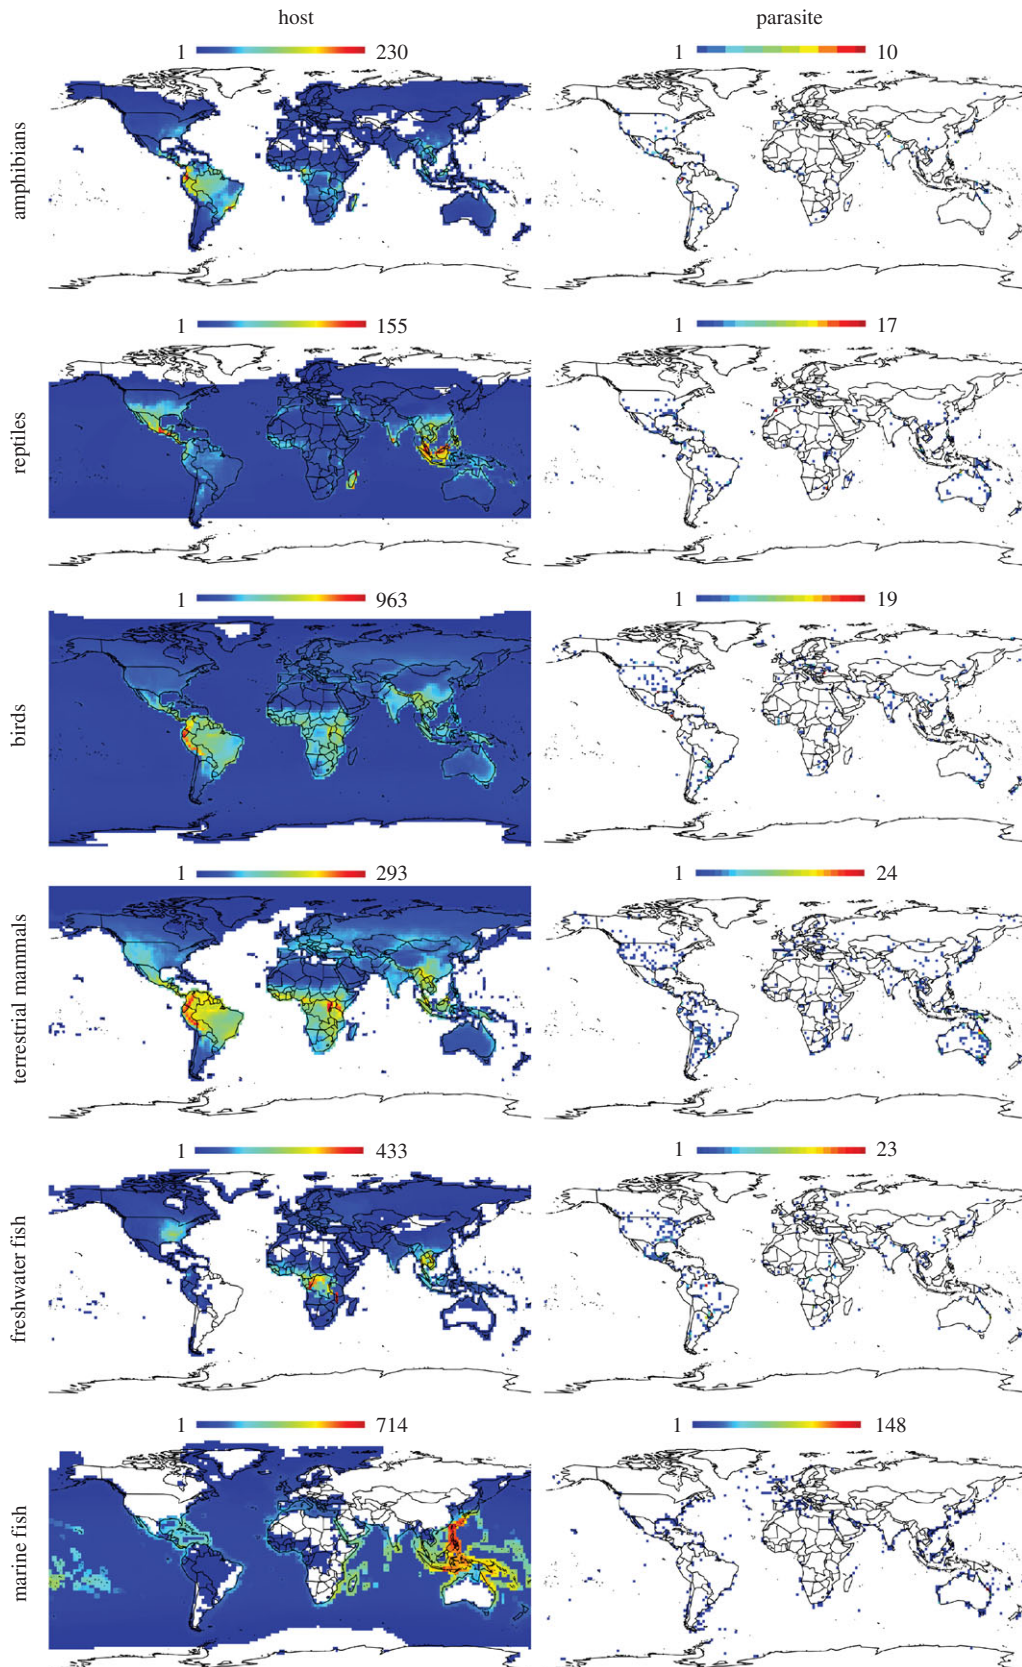 host parasite
1 230 1 10
amphibians
1 155 1 17
reptiles
1 963 1 19
birds
1 293 1 24
terrestrial mammals
1 433 1 23
freshwater fish
1 714 1 148
marine fish